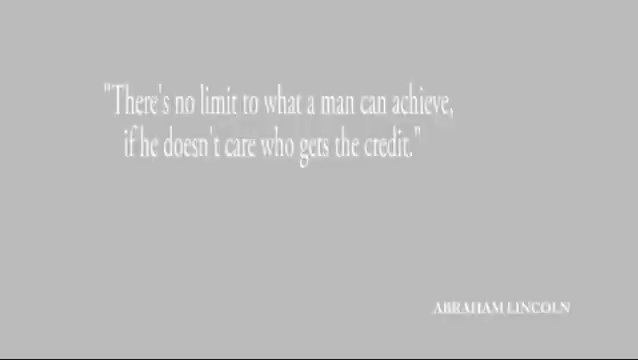 "There's no limit to what a man can achieve,
if he doesn't care who gets the credit."
ABRAHAM LINCOLN